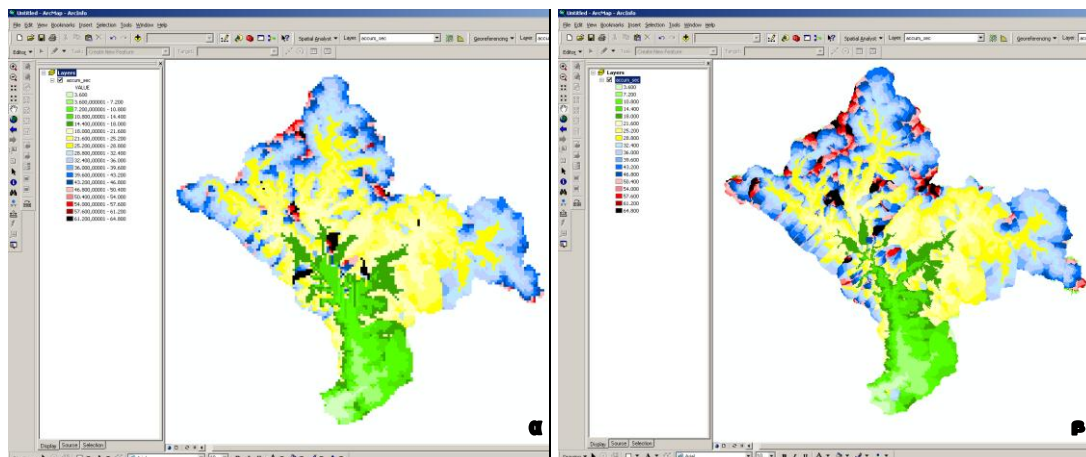 Untitled - ArcMap - ArcInfo
File Edit View Bookmarks Insert Selection Tools Window Help
Spatial Analyst Layer: accum_sec Georeferencing Layer: accu
Editing Task: Create New Feature Target:
Layers
accum_sec
VALUE
3.600
3.600,000001 - 7.200
7.200,00001 - 10.800
10.800,00001 - 14.400
14.400,00001 - 18.000
18.000,00001 - 21.600
21.600,00001 - 25.200
25.200,00001 - 28.800
28.800,00001 - 32.400
32.400,00001 - 36.000
36.000,00001 - 39.600
39.600,00001 - 43.200
43.200,00001 - 46.800
46.800,00001 - 50.400
50.400,00001 - 54.000
54.000,00001 - 57.600
57.600,00001 - 61.200
61.200,00001 - 64.800
Display Source Selection
α
Untitled - ArcMap - ArcInfo
File Edit View Bookmarks Insert Selection Tools Window Help
Spatial Analyst Layer: accum_sec Georeferencing Layer: accum_sec
Editing Task: Create New Feature Target:
Layers
accum_sec
3.600
7.200
10.800
14.400
18.000
21.600
25.200
28.800
32.400
36.000
39.600
43.200
46.800
50.400
54.000
57.600
61.200
64.800
Display Source Selection
β